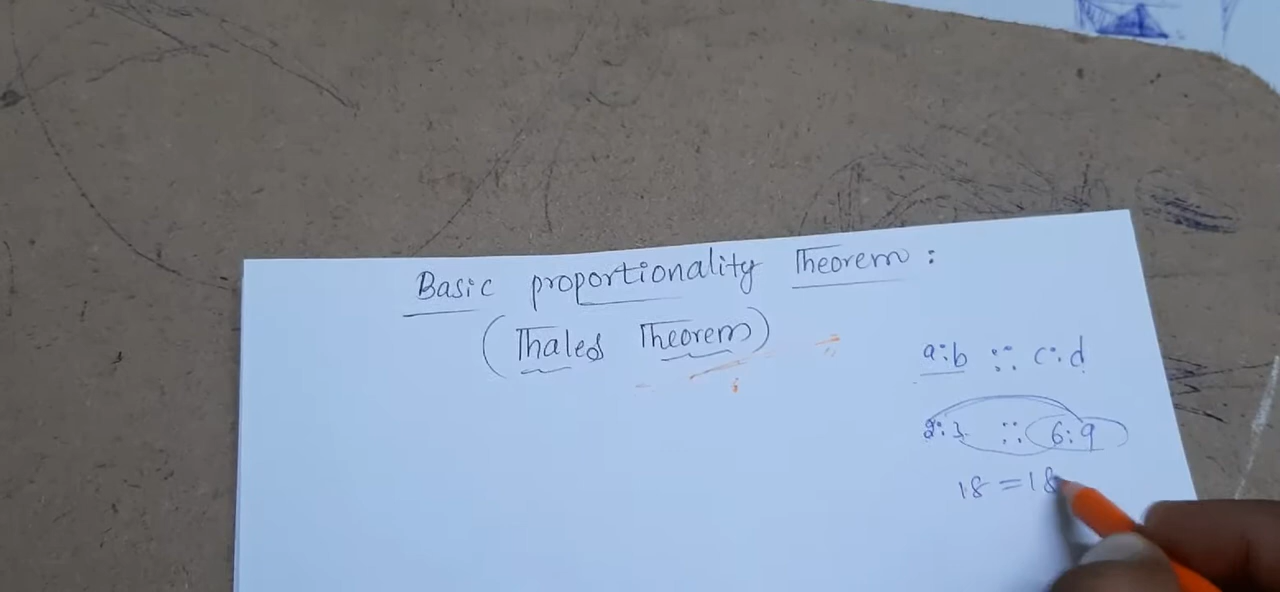 Basic proportionality Theorem :
(Thales Theorem)
a:b :: c:d
2:3 :: 6:9
18 = 18